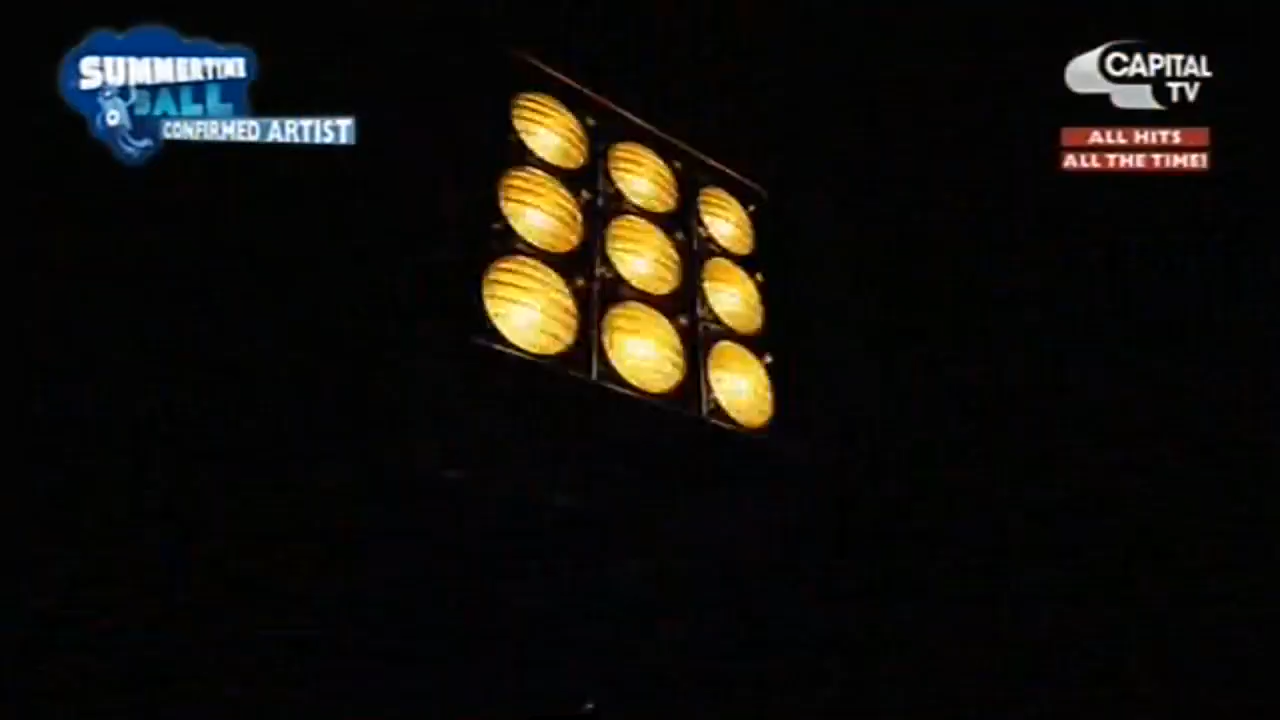 SUMMERTIME
BALL
CONFIRMED ARTIST
CAPITAL
TV
ALL HITS
ALL THE TIME!